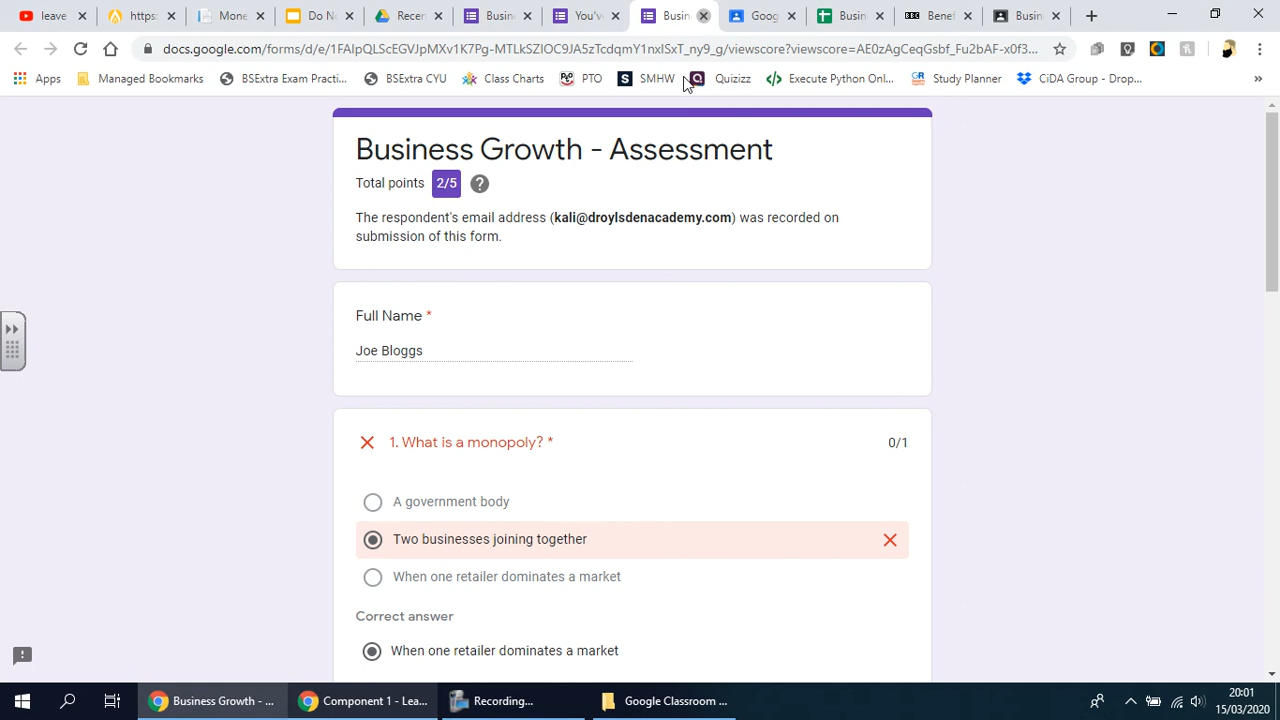 leave
https:
Mone
Do No
Recen
Busin
You'v
Busin
Goog
Busin
BBC
Benef
Busin
docs.google.com/forms/d/e/1FAIpQLScEGVJpMXvTK7Pg-MTLkSZlOC9JA5zTcdqmY1nxlSxT_ny9_g/viewscore?viewscore=AE0zAgCeqGsbf_Fu2bAF-x0f3...
Apps
Managed Bookmarks
BSExtra Exam Practi...
BSExtra CYU
Class Charts
PTO
S SMHW
Quizizz
Execute Python Onl...
Study Planner
CiDA Group - Drop...
Business Growth - Assessment
Total points 2/5
The respondent's email address (kali@droylsdenacademy.com) was recorded on
submission of this form.
Full Name *
Joe Bloggs
1. What is a monopoly? * 0/1
A government body
Two businesses joining together
When one retailer dominates a market
Correct answer
When one retailer dominates a market
Business Growth - ...
Component 1 - Lea...
Recording...
Google Classroom ...
20:01
15/03/2020